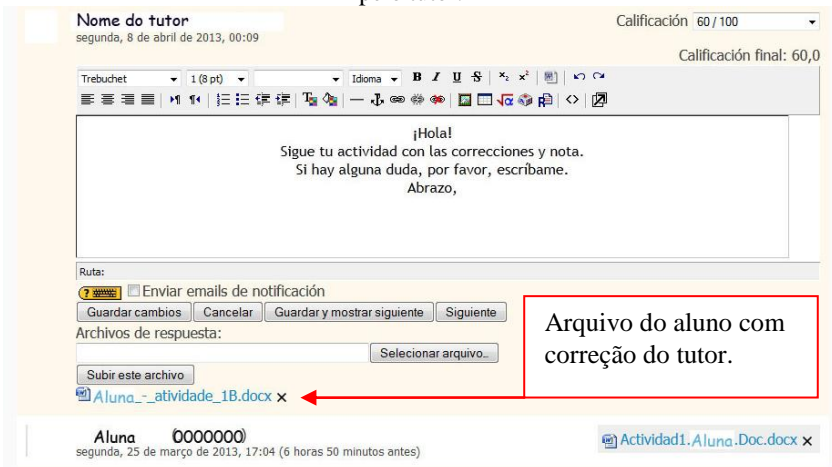 Nome do tutor
segunda, 8 de abril de 2013, 00:09
Calificación 60 / 100
Calificación final: 60,0
Trebuchet 1 (8 pt) Idioma B I U S x₂ x²
¡Hola!
Sigue tu actividad con las correcciones y nota.
Si hay alguna duda, por favor, escríbame.
Abrazo,
Ruta:
Enviar emails de notificación
Guardar cambios Cancelar Guardar y mostrar siguiente Siguiente
Archivos de respuesta:
Selecionar arquivo...
Subir este archivo
Aluna_-_atividade_1B.docx
Arquivo do aluno com
correção do tutor.
Aluna (0000000)
segunda, 25 de março de 2013, 17:04 (6 horas 50 minutos antes)
Actividad1.Aluna.Doc.docx